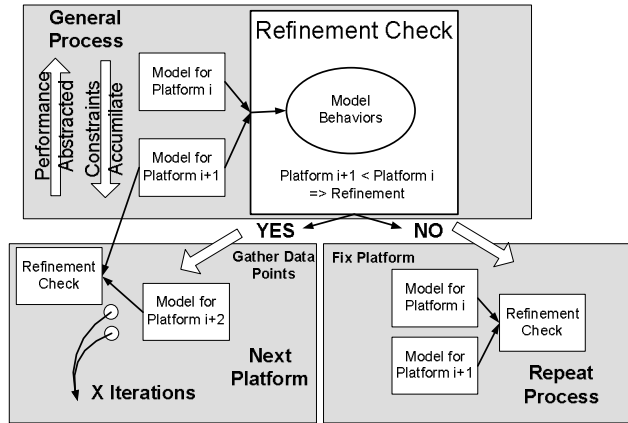 General
Process
Refinement Check
Performance
Abstracted
Constraints
Accumilate
Model for
Platform i
Model for
Platform i+1
Model
Behaviors
Platform i+1 < Platform i
=> Refinement
YES
NO
Gather Data
Points
Refinement
Check
Model for
Platform i+2
Next
Platform
X Iterations
Fix Platform
Model for
Platform i
Model for
Platform i+1
Refinement
Check
Repeat
Process